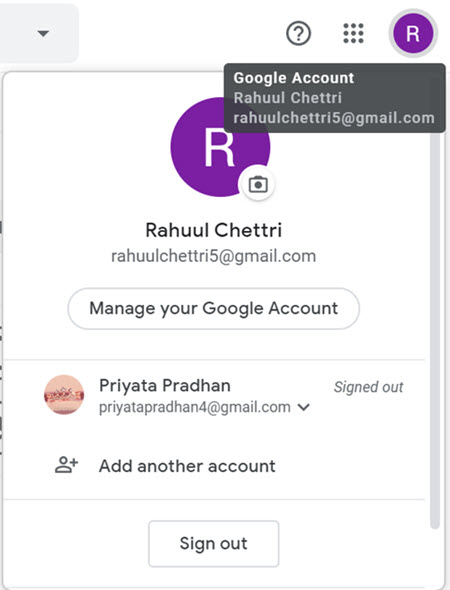 R
Google Account
Rahuul Chettri
rahuulchettri5@gmail.com
R
Rahuul Chettri
rahuulchettri5@gmail.com
Manage your Google Account
Priyata Pradhan
Signed out
priyatapradhan4@gmail.com
Add another account
Sign out